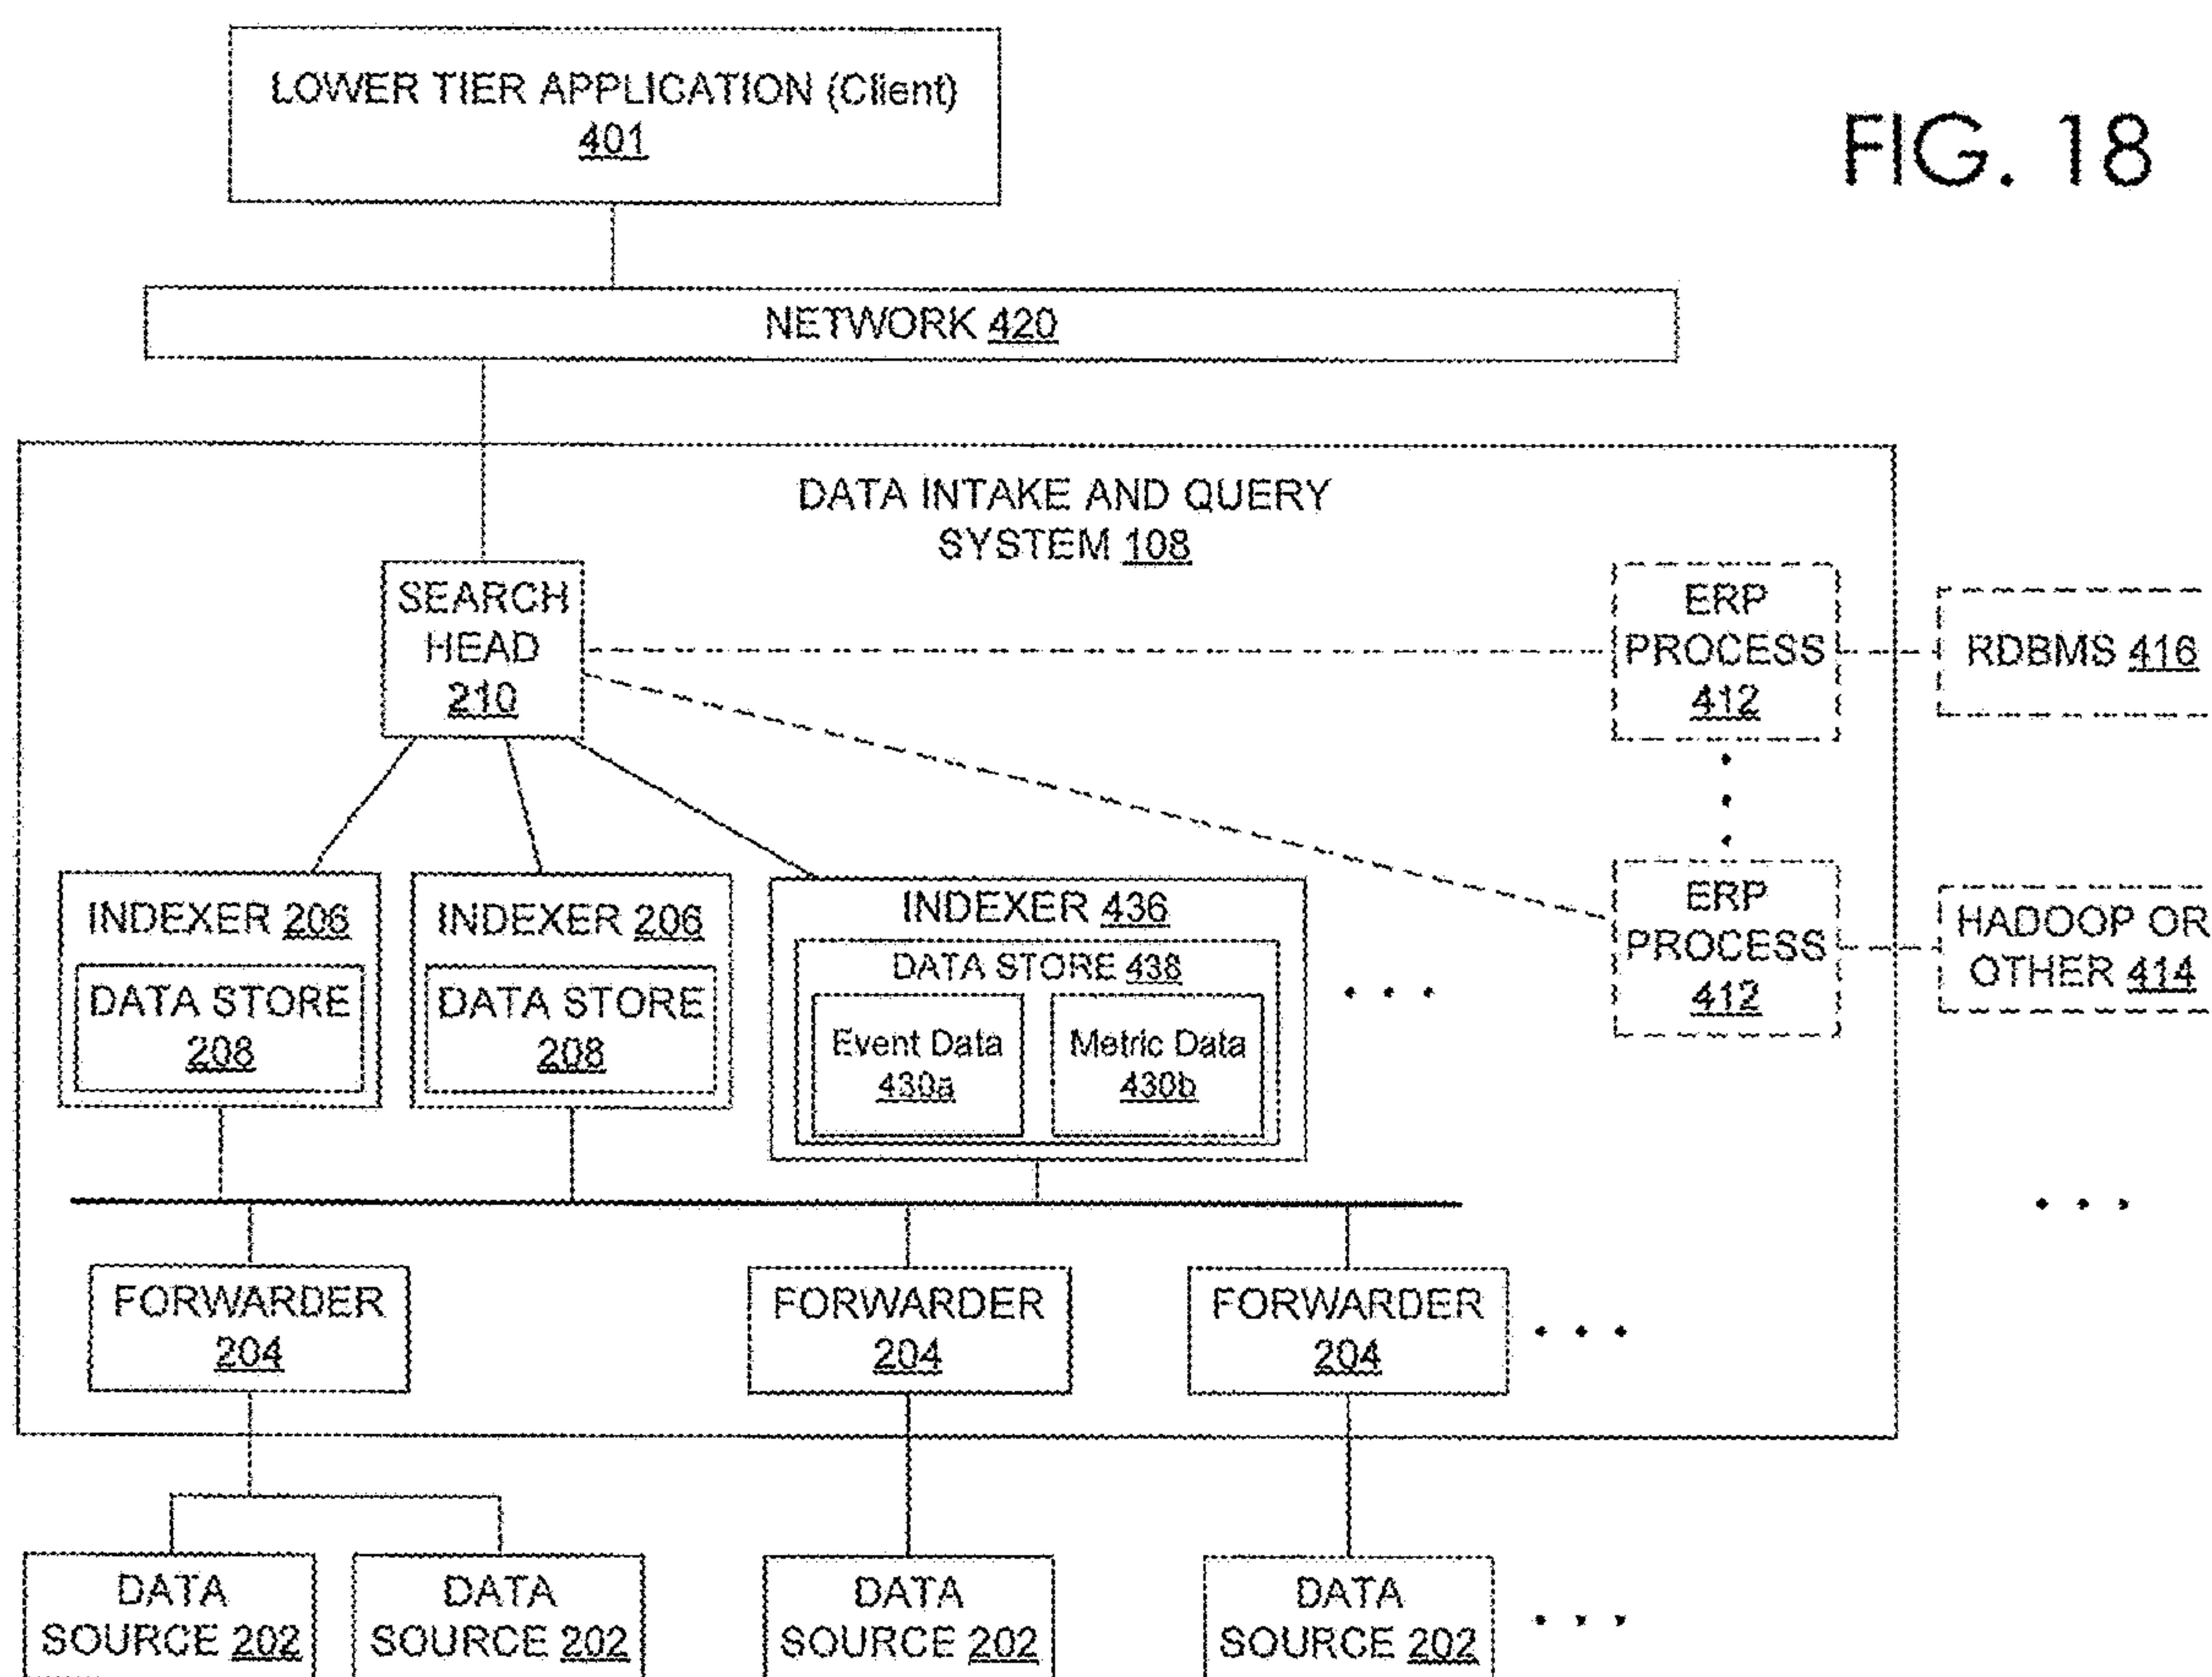 LOWER TIER APPLICATION (Client)
401
FIG. 18
NETWORK 420
DATA INTAKE AND QUERY
SYSTEM 108
SEARCH
HEAD
210
ERP
PROCESS
412
RDBMS 416
INDEXER 206
DATA STORE
208
INDEXER 206
DATA STORE
208
INDEXER 436
DATA STORE 438
Event Data
430a
Metric Data
430b
ERP
PROCESS
412
HADOOP OR
OTHER 414
FORWARDER
204
FORWARDER
204
FORWARDER
204
DATA
SOURCE 202
DATA
SOURCE 202
DATA
SOURCE 202
DATA
SOURCE 202